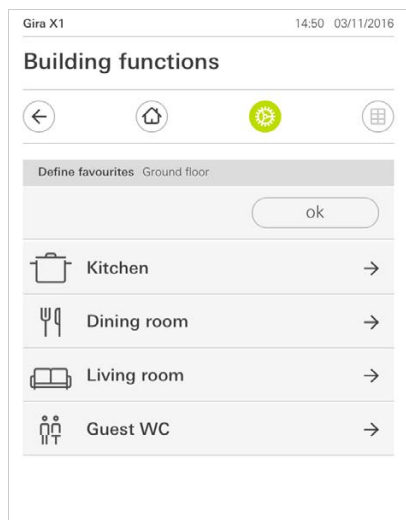 Gira X1 14:50 03/11/2016
Building functions
Define favourites Ground floor
ok
Kitchen
Dining room
Living room
Guest WC